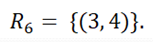 R₆ = {(3, 4)}.